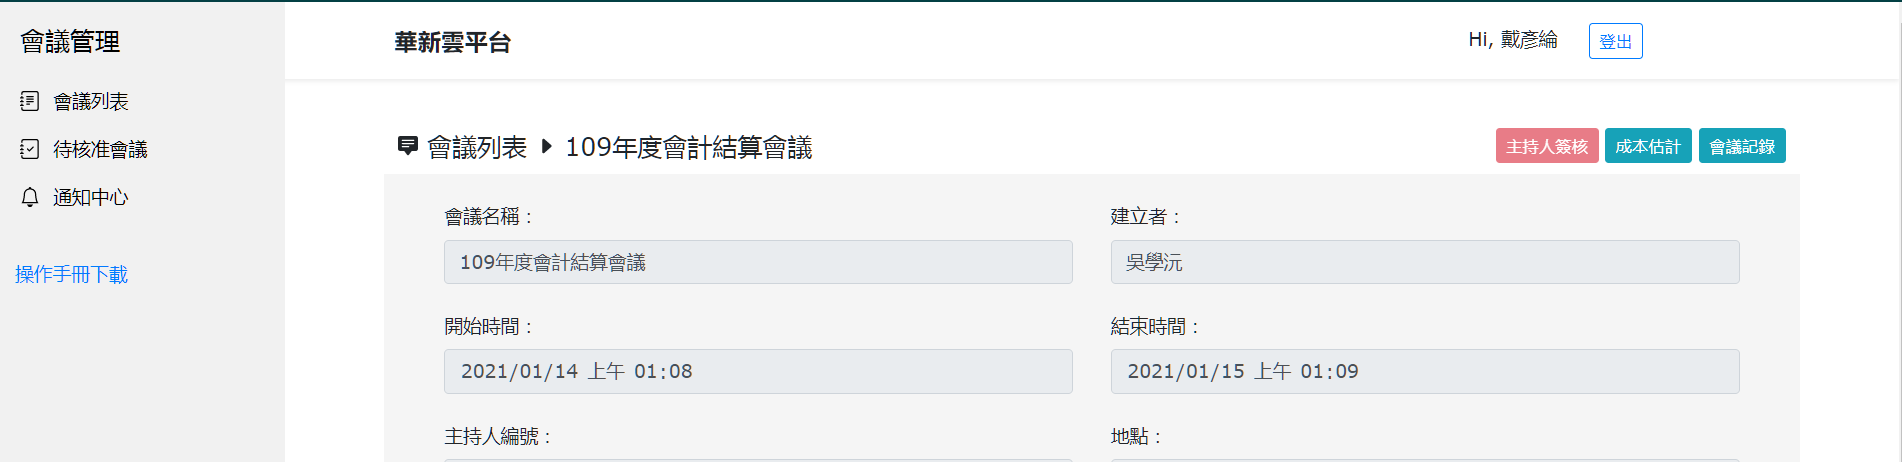 會議管理
會議列表
待核准會議
通知中心
操作手冊下載
華新雲平台
Hi, 戴彥綸
登出
會議列表 109年度會計結算會議
主持人簽核
成本估計
會議記錄
會議名稱：
109年度會計結算會議
建立者：
吳學沅
開始時間：
2021/01/14 上午 01:08
結束時間：
2021/01/15 上午 01:09
主持人編號：
地點：